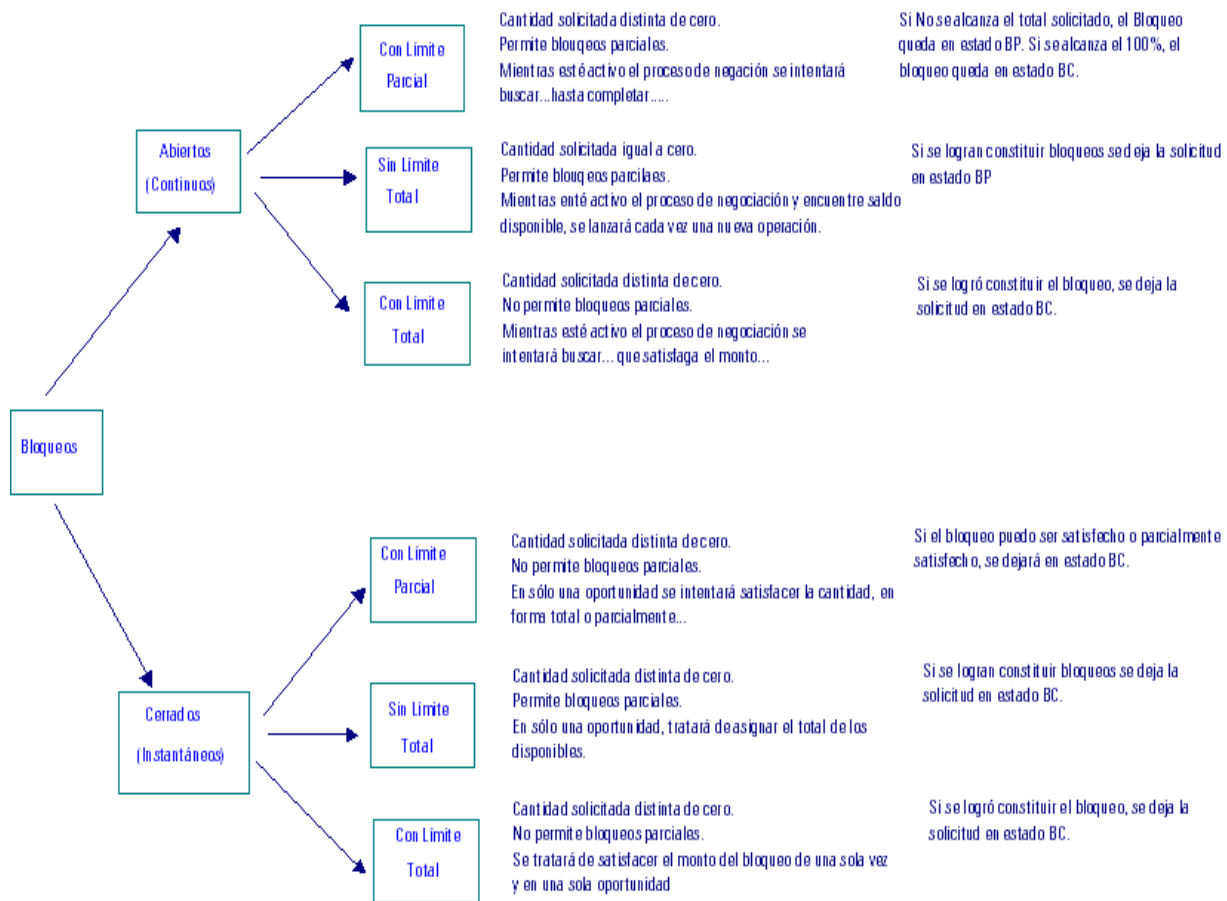 Cantidad solicitada distinta de cero.
Permite blouqeos parciales.
Mientras esté activo el proceso de negación se intentará
buscar...hasta completar.....
Si No se alcanza el total solicitado, el Bloqueo
queda en estado BP. Si se alcanza el 100%, el
bloqueo queda en estado BC.
Con Límite
Parcial
Abiertos
(Continuos)
Sin Límite
Total
Cantidad solicitada igual a cero.
Permite blouqeos parcilaes.
Mientras enté activo el proceso de negociación y encuentre saldo
disponible, se lanzará cada vez una nueva operación.
Si se logran constituir bloqueos se deja la solicitud
en estado BP
Con Límite
Total
Cantidad solicitada distinta de cero.
No permite bloqueos parciales.
Mientras esté activo el proceso de negociación se
intentará buscar... que satisfaga el monto...
Si se logró constituir el bloqueo, se deja la
solicitud en estado BC.
Bloqueos
Con Límite
Parcial
Cantidad solicitada distinta de cero.
No permite bloqueos parciales.
En sólo una oportunidad se intentará satisfacer la cantidad, en
forma total o parcialmente...
Si el bloqueo puedo ser satisfecho o parcialmente
satisfecho, se dejará en estado BC.
Cerrados
(Instantáneos)
Sin Límite
Total
Cantidad solicitada distinta de cero.
Permite bloqueos parciales.
En sólo una oportunidad, tratará de asignar el total de los
disponibles.
Si se logran constituir bloqueos se deja la
solicitud en estado BC.
Con Límite
Total
Cantidad solicitada distinta de cero.
No permite bloqueos parciales.
Se tratará de satisfacer el monto del bloqueo de una sola vez
y en una sola oportunidad
Si se logró constituir el bloqueo, se deja la
solicitud en estado BC.